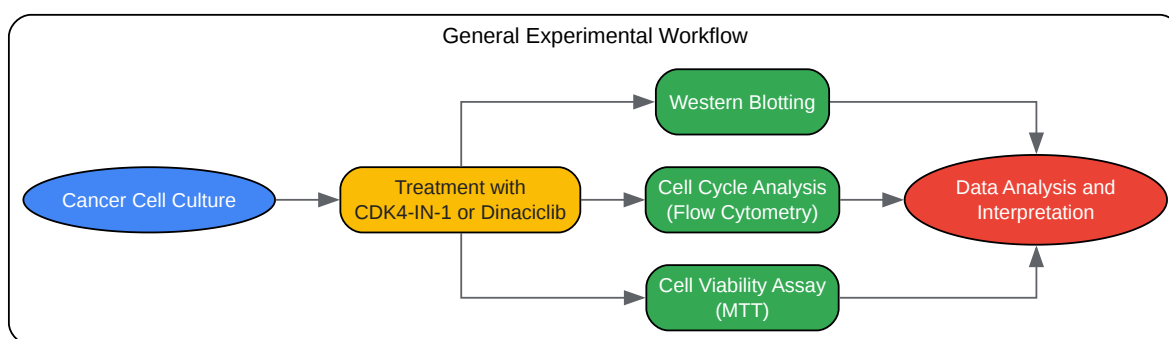 General Experimental Workflow
Western Blotting
Cancer Cell Culture
Treatment with
CDK4-IN-1 or Dinaciclib
Cell Cycle Analysis
(Flow Cytometry)
Data Analysis and
Interpretation
Cell Viability Assay
(MTT)